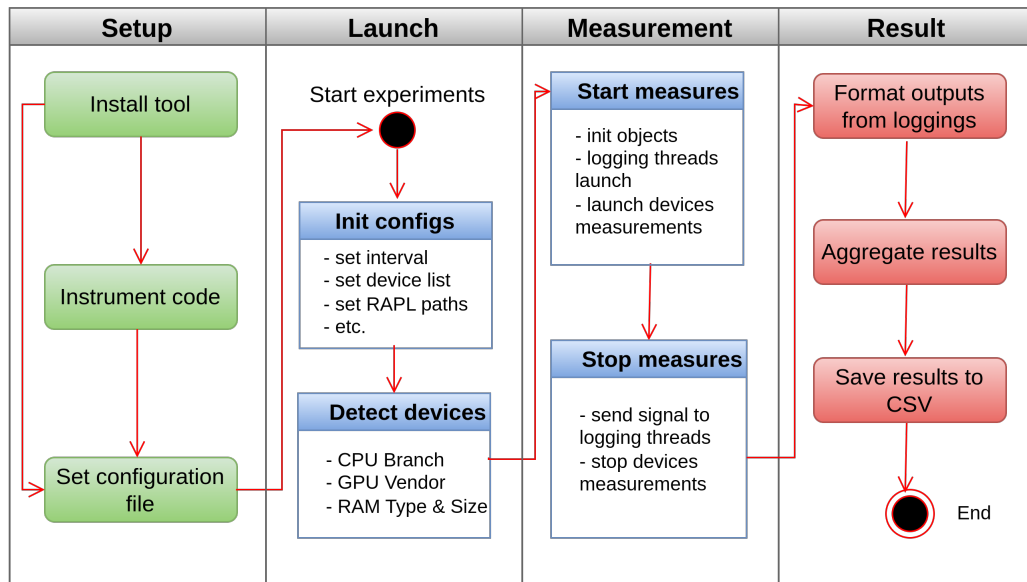 Setup
Launch
Measurement
Result
Install tool
Instrument code
Set configuration
file
Start experiments
Init configs
- set interval
- set device list
- set RAPL paths
- etc.
Detect devices
- CPU Branch
- GPU Vendor
- RAM Type & Size
Start measures
- init objects
- logging threads
launch
- launch devices
measurements
Stop measures
- send signal to
logging threads
- stop devices
measurements
Format outputs
from loggings
Aggregate results
Save results to
CSV
End